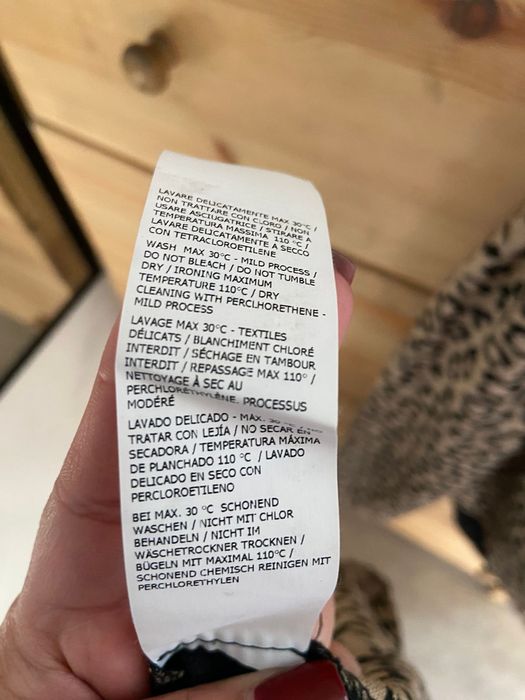 LAVARE DELICATAMENTE MAX 30°C /
NON TRATTARE CON CLORO / NON
USARE ASCIUGATRICE / STIRARE A
TEMPERATURA MASSIMA 110 °C /
LAVARE DELICATAMENTE A SECCO
CON TETRACLOROETILENE
WASH MAX 30°C - MILD PROCESS /
DO NOT BLEACH / DO NOT TUMBLE
DRY / IRONING MAXIMUM
TEMPERATURE 110°C / DRY
CLEANING WITH PERCLHORETHENE -
MILD PROCESS
LAVAGE MAX 30°C - TEXTILES
DÉLICATS / BLANCHIMENT CHLORÉ
INTERDIT / SÉCHAGE EN TAMBOUR
INTERDIT / REPASSAGE MAX 110° /
NETTOYAGE À SEC AU
PERCHLORÉTHYLÈNE. PROCESSUS
MODÉRÉ
LAVADO DELICADO - MAX. 30
TRATAR CON LEJÍA / NO SECAR EN
SECADORA / TEMPERATURA MÁXIMA
DE PLANCHADO 110 °C / LAVADO
DELICADO EN SECO CON
PERCLOROETILENO
BEI MAX. 30 °C SCHONEND
WASCHEN / NICHT MIT CHLOR
BEHANDELN / NICHT IM
WÄSCHETROCKNER TROCKNEN /
BÜGELN MIT MAXIMAL 110°C /
SCHONEND CHEMISCH REINIGEN MIT
PERCHLORETHYLEN